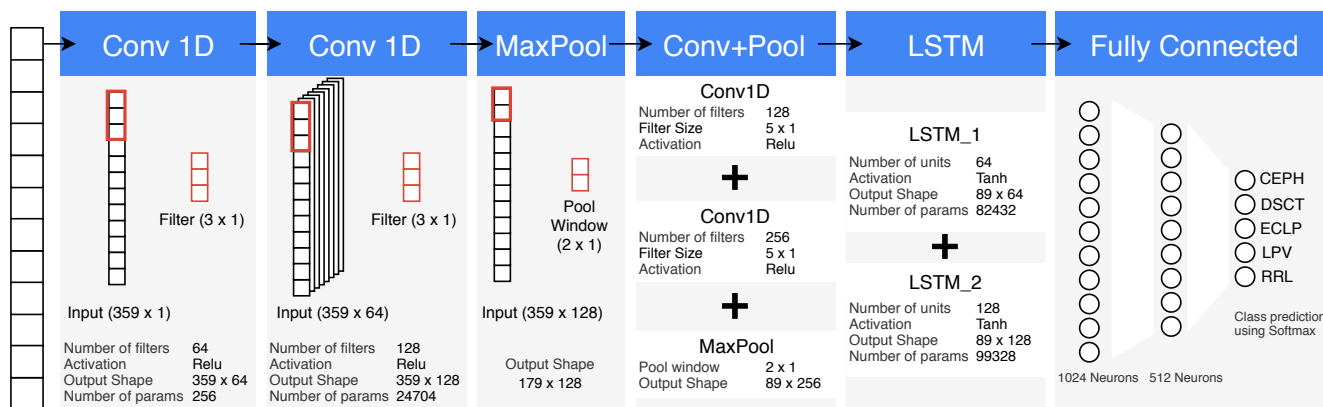 Conv 1D
Conv 1D
MaxPool
Conv+Pool
LSTM
Fully Connected
Filter (3 x 1)
Input (359 x 1)
Number of filters 64
Activation Relu
Output Shape 359 x 64
Number of params 256
Filter (3 x 1)
Input (359 x 64)
Number of filters 128
Activation Relu
Output Shape 359 x 128
Number of params 24704
Pool
Window
(2 x 1)
Input (359 x 128)
Output Shape
179 x 128
Conv1D
Number of filters 128
Filter Size 5 x 1
Activation Relu
+
Conv1D
Number of filters 256
Filter Size 5 x 1
Activation Relu
+
MaxPool
Pool window 2 x 1
Output Shape 89 x 256
LSTM_1
Number of units 64
Activation Tanh
Output Shape 89 x 64
Number of params 82432
+
LSTM_2
Number of units 128
Activation Tanh
Output Shape 89 x 128
Number of params 99328
CEPH
DSCT
ECLP
LPV
RRL
Class prediction
using Softmax
1024 Neurons 512 Neurons